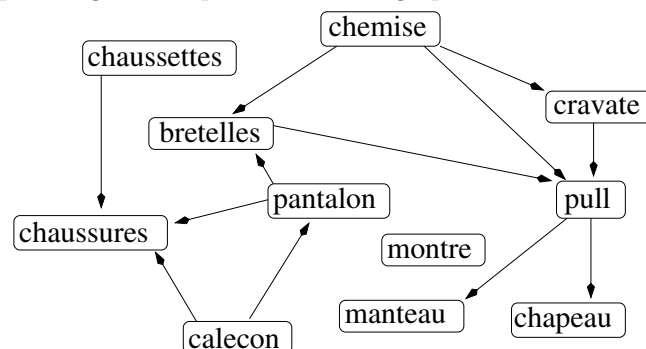 chemise
chaussettes
cravate
bretelles
pantalon
pull
chaussures
montre
manteau
chapeau
calecon